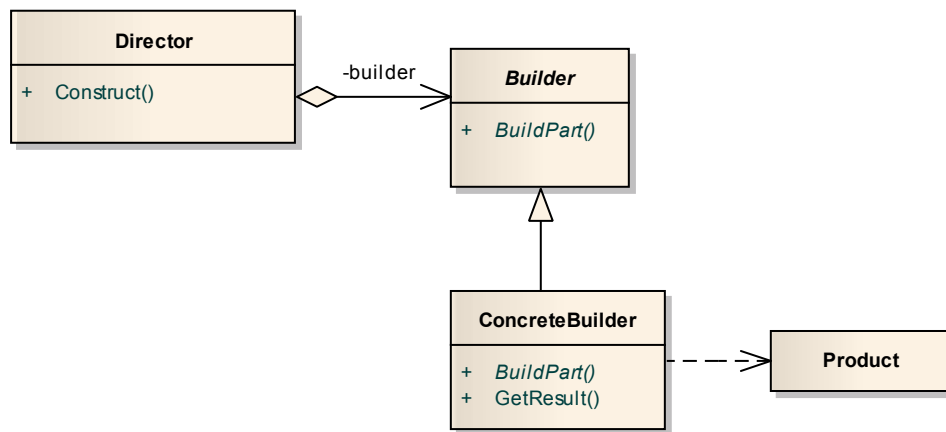 Director
+ Construct()
-builder
Builder
+ BuildPart()
ConcreteBuilder
+ BuildPart()
+ GetResult()
Product